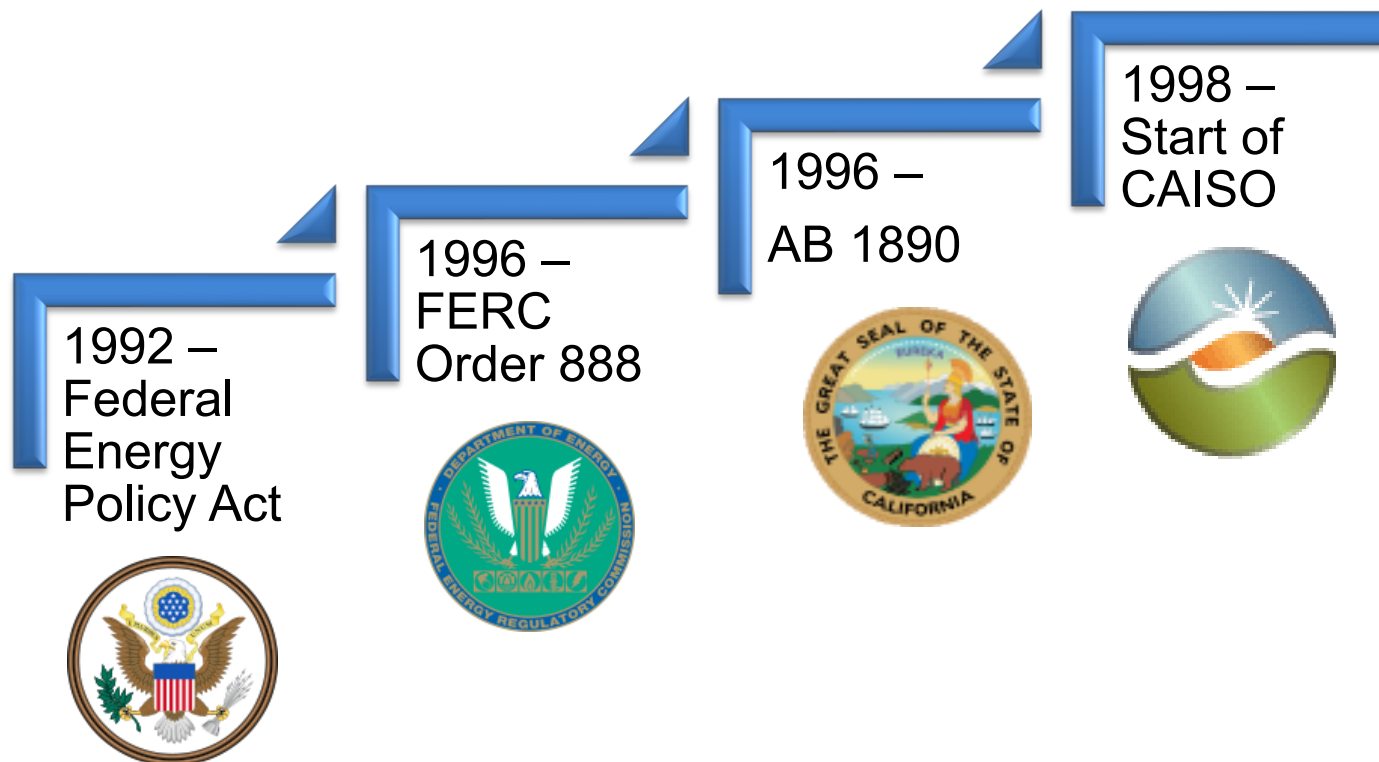 1992 –
Federal
Energy
Policy Act
1996 –
FERC
Order 888
DEPARTMENT OF ENERGY
FEDERAL ENERGY REGULATORY COMMISSION
1996 –
AB 1890
THE GREAT SEAL OF THE STATE OF CALIFORNIA
EUREKA
1998 –
Start of
CAISO